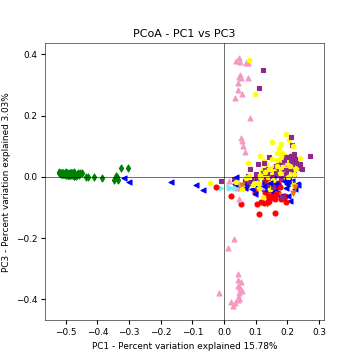 PCoA - PC1 vs PC3
PC3 - Percent variation explained 3.03%
0.4
0.2
0.0
−0.2
−0.4
−0.5 −0.4 −0.3 −0.2 −0.1 0.0 0.1 0.2 0.3
PC1 - Percent variation explained 15.78%